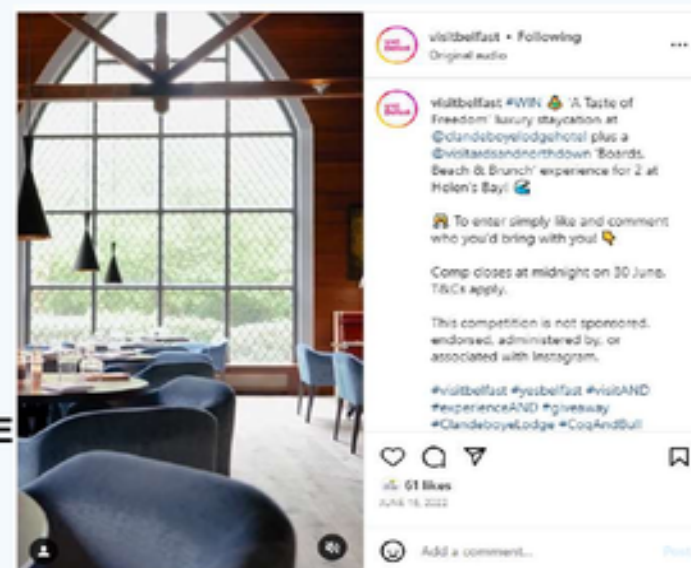 visitbelfast • Following
Original audio
visitbelfast #WIN 'A Taste of
Freedom' luxury staycation at
@clandeboyelodgehotel plus a
@visitardsandnorthdown 'Boards,
Beach & Brunch' experience for 2 at
Helen's Bay!
To enter simply like and comment
who you'd bring with you!
Comp closes at midnight on 30 June.
T&Cs apply.
This competition is not sponsored,
endorsed, administered by, or
associated with Instagram.
#visitbelfast #yesbelfast #visitAND
#experienceAND #giveaway
#ClandeboyeLodge #CoqAndBull
E
61 likes
JUNE 2022
Add a comment...
Post